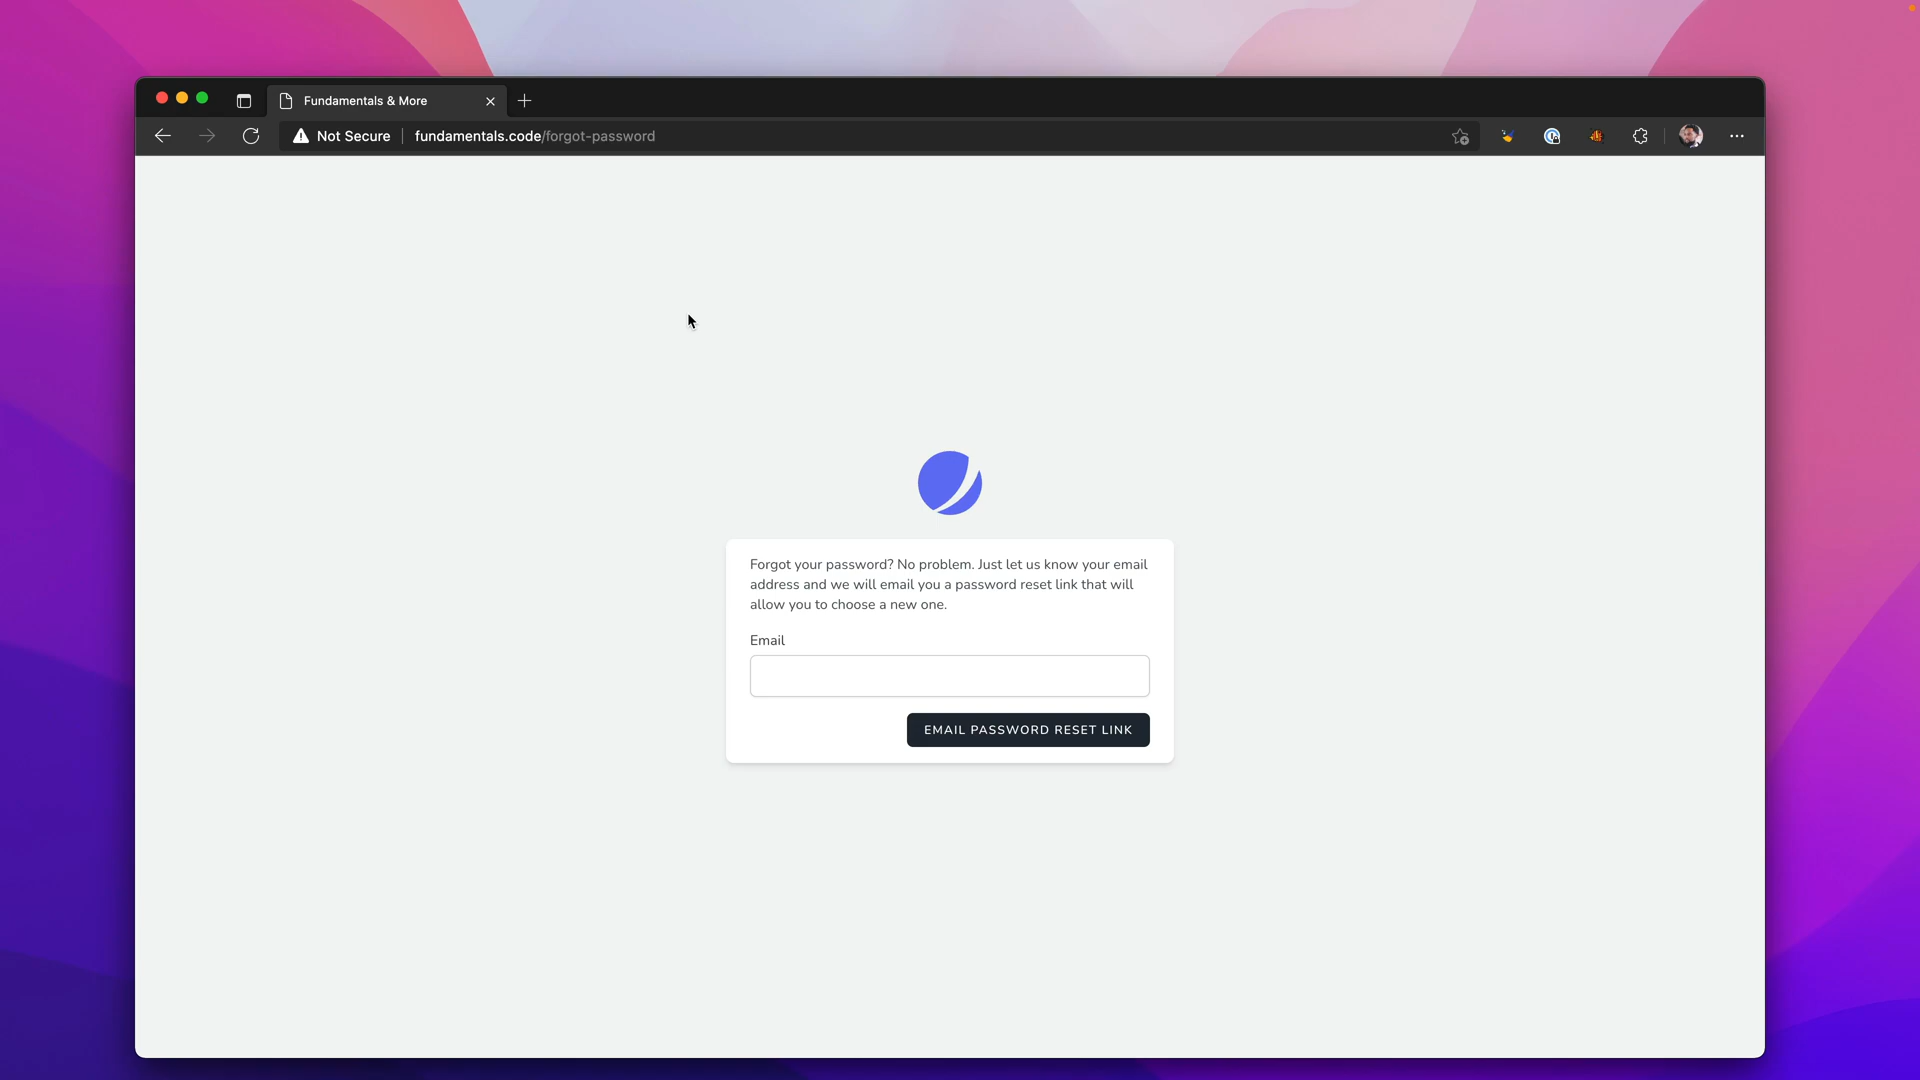 Fundamentals & More
Not Secure fundamentals.code/forgot-password
Forgot your password? No problem. Just let us know your email
address and we will email you a password reset link that will
allow you to choose a new one.
Email
EMAIL PASSWORD RESET LINK